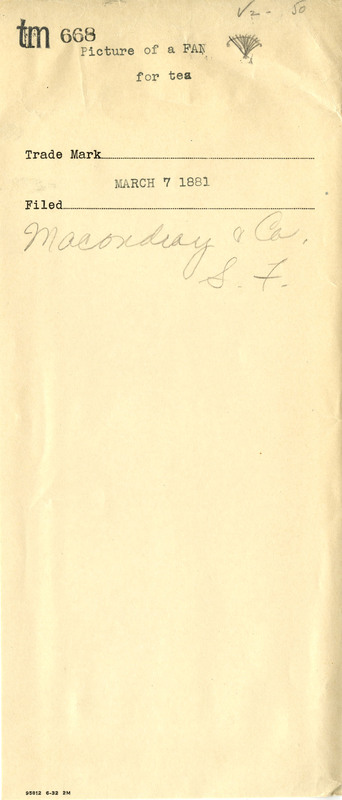 √2 - 50
tm 668
Picture of a FAN
for tea
Trade Mark
MARCH 7 1881
Filed
Macondray & Co.
S. F.
95812 6-32 2M